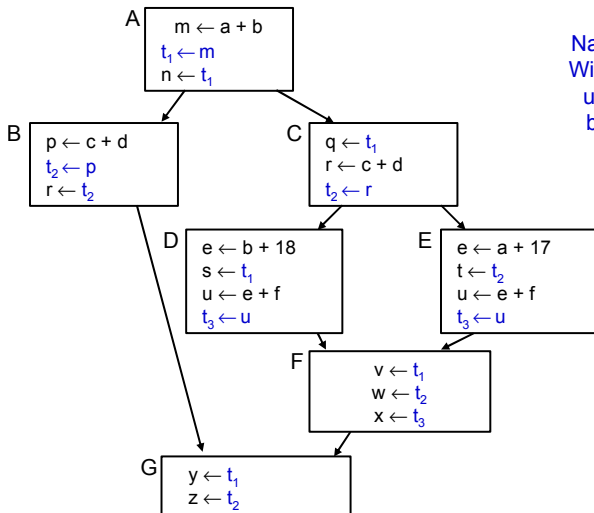 A
m ← a + b
t₁ ← m
n ← t₁
B
p ← c + d
t₂ ← p
r ← t₂
C
q ← t₁
r ← c + d
t₂ ← r
D
e ← b + 18
s ← t₁
u ← e + f
t₃ ← u
E
e ← a + 17
t ← t₂
u ← e + f
t₃ ← u
F
v ← t₁
w ← t₂
x ← t₃
G
y ← t₁
z ← t₂